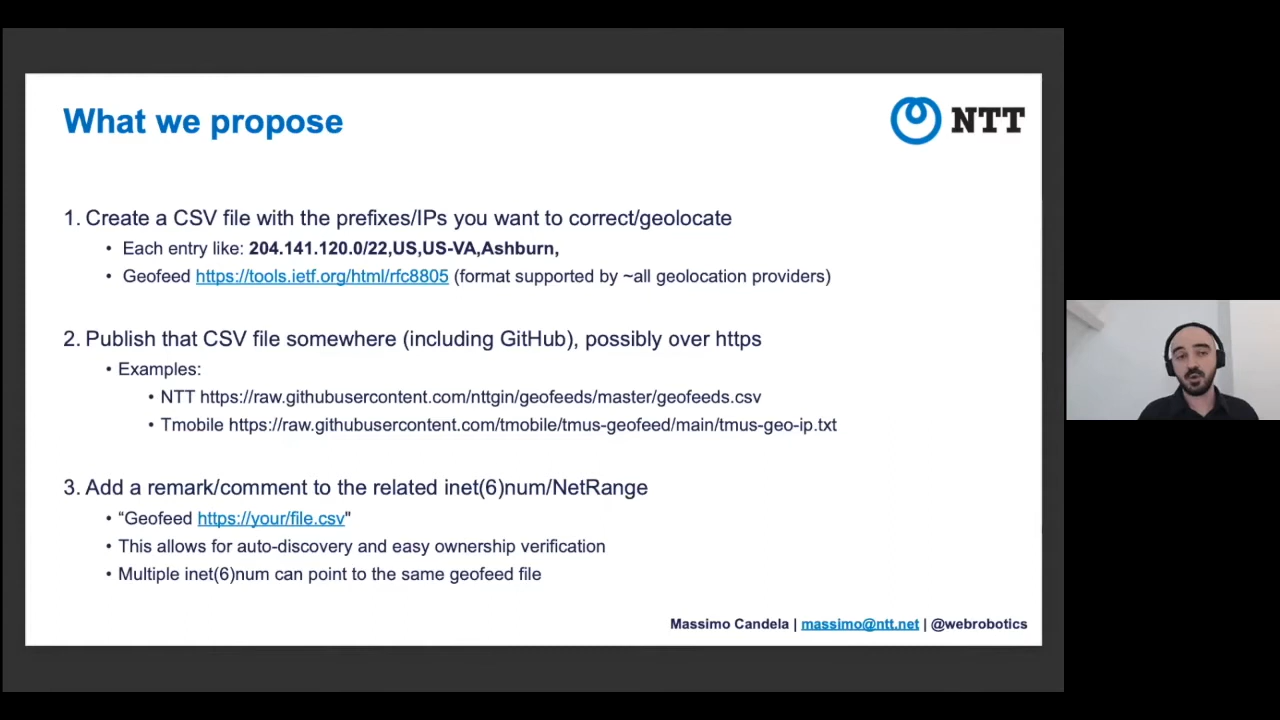 What we propose
NTT
1. Create a CSV file with the prefixes/IPs you want to correct/geolocate
• Each entry like: 204.141.120.0/22,US,US-VA,Ashburn,
• Geofeed https://tools.ietf.org/html/rfc8805 (format supported by ~all geolocation providers)
2. Publish that CSV file somewhere (including GitHub), possibly over https
• Examples:
• NTT https://raw.githubusercontent.com/nttgin/geofeeds/master/geofeeds.csv
• Tmobile https://raw.githubusercontent.com/tmobile/tmus-geofeed/main/tmus-geo-ip.txt
3. Add a remark/comment to the related inet(6)num/NetRange
• “Geofeed https://your/file.csv"
• This allows for auto-discovery and easy ownership verification
• Multiple inet(6)num can point to the same geofeed file
Massimo Candela | massimo@ntt.net | @webrobotics